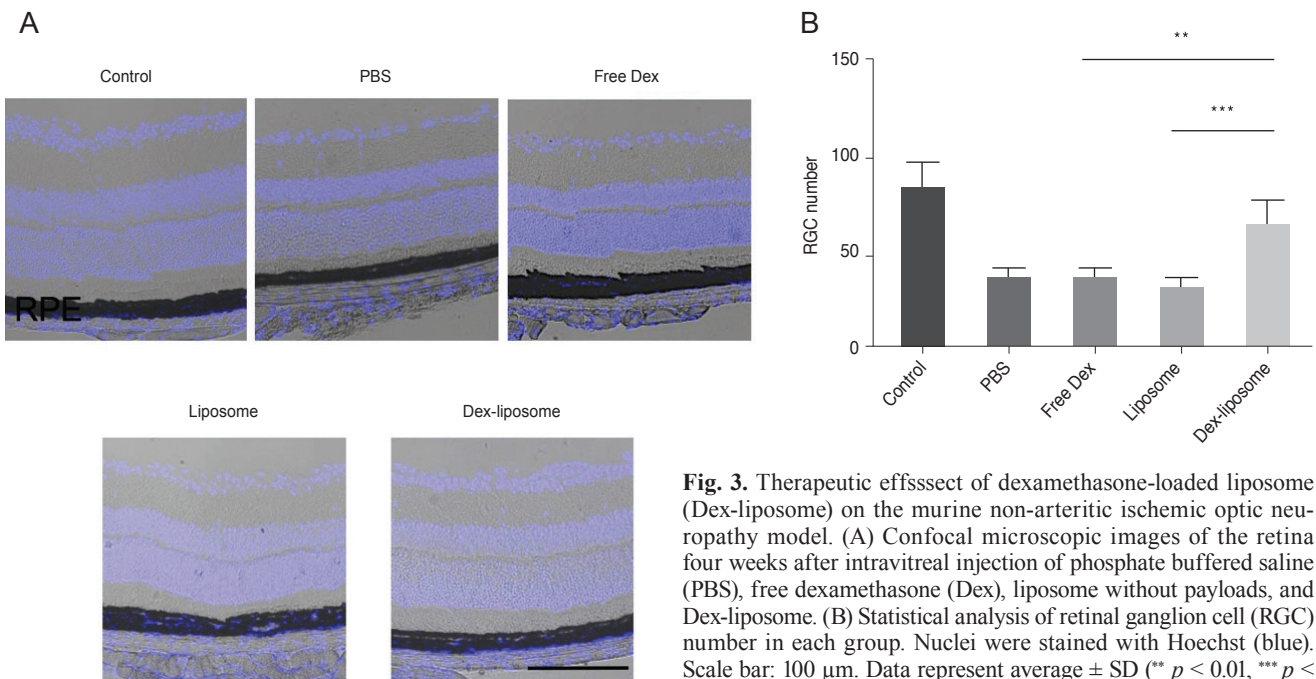 A
Control
PBS
Free Dex
RPE
Liposome
Dex-liposome
B
**
***
150
100
50
0
RGC number
Control
PBS
Free Dex
Liposome
Dex-liposome
Fig. 3. Therapeutic effsssect of dexamethasone-loaded liposome
(Dex-liposome) on the murine non-arteritic ischemic optic neu-
ropathy model. (A) Confocal microscopic images of the retina
four weeks after intravitreal injection of phosphate buffered saline
(PBS), free dexamethasone (Dex), liposome without payloads, and
Dex-liposome. (B) Statistical analysis of retinal ganglion cell (RGC)
number in each group. Nuclei were stained with Hoechst (blue).
Scale bar: 100 μm. Data represent average ± SD (** p < 0.01, *** p <